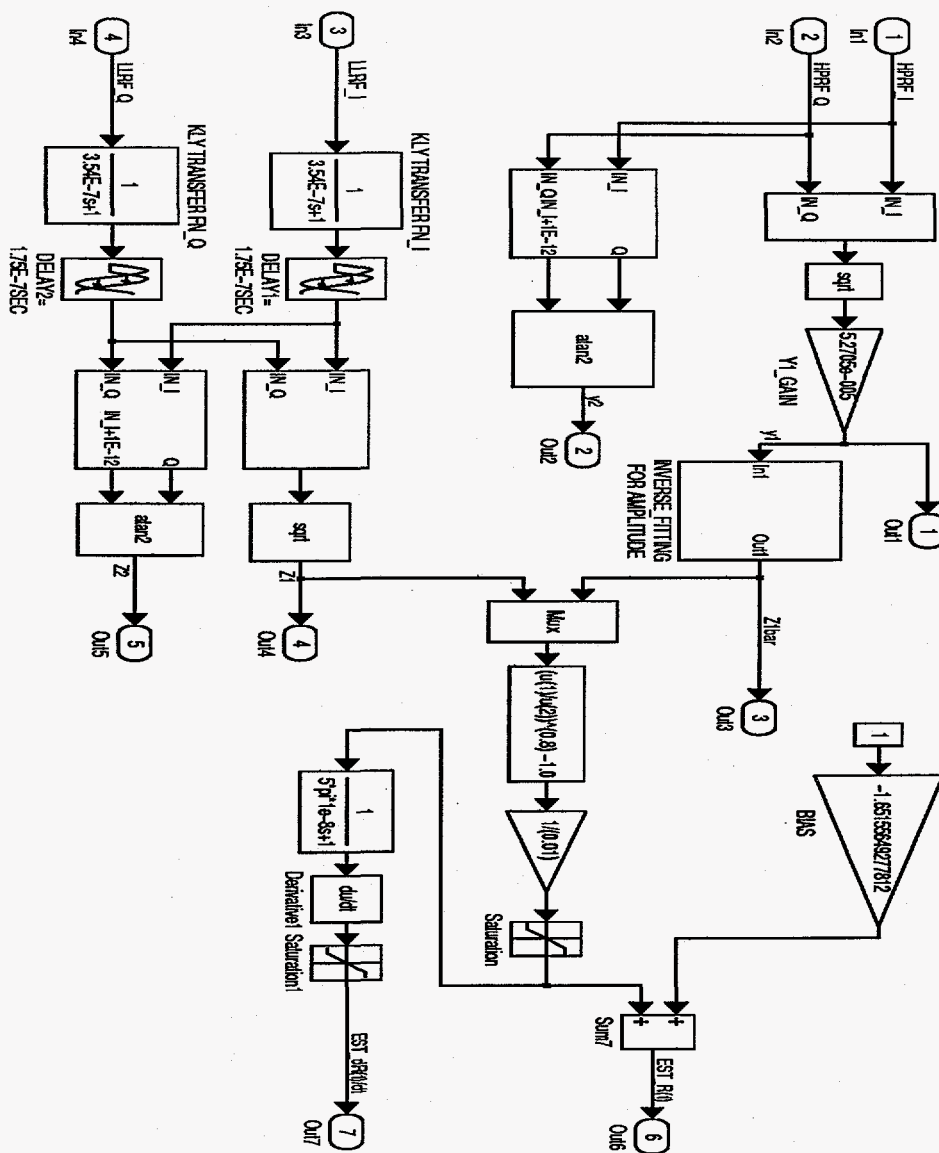 1
In1
HPRF_I
2
In2
HPRF_Q
IN_I
IN_Q
sqrt
5.2705e-005
Y1_GAIN
y1
1
Out1
IN_I
IN_QIN_I+1E-12
Q
atan2
y2
2
Out2
In1
Out1
INVERSE_FITTING
FOR AMPLITUDE
Z1bar
3
Out3
1
-1.65155649277812
BIAS
3
In3
LLRF_I
KLY TRANSFER FN_I
1
3.54E-7s+1
DELAY1=
1.75E-7SEC
IN_I
IN_Q
sqrt
Z1
4
Out4
Mux
(u(1)/u(2))^(0.8) -1.0
1/(0.01)
Saturation
+
+
Sum7
EST_R(t)
6
Out6
4
In4
LLRF_Q
KLY TRANSFER FN_Q
1
3.54E-7s+1
DELAY2=
1.75E-7SEC
IN_I
IN_Q
IN_I+1E-12
Q
atan2
Z2
5
Out5
1
5*pi*1e-8s+1
du/dt
Derivative1
Saturation1
EST_dR(t)/dt
7
Out7